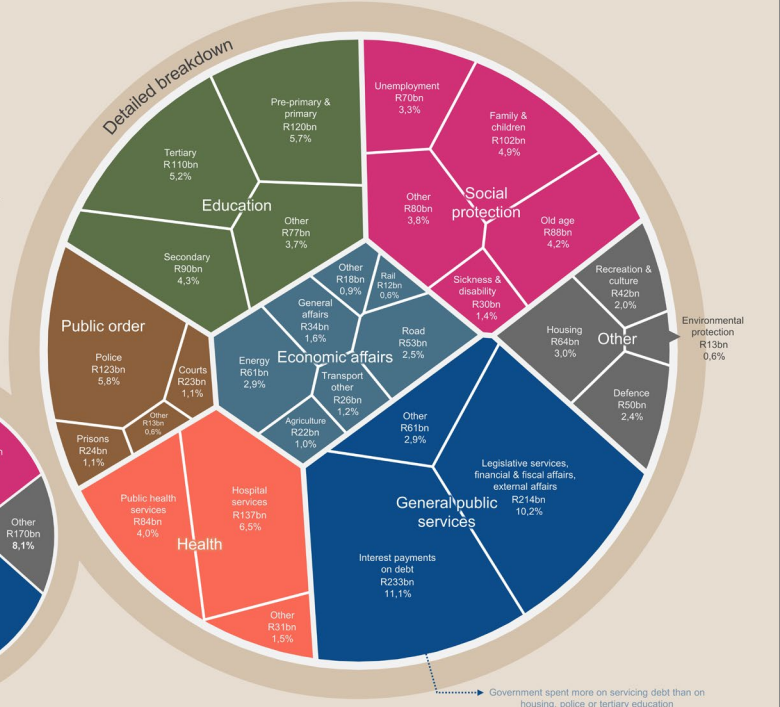 Detailed breakdown
Pre-primary &
primary
R120bn
5,7%
Tertiary
R110bn
5,2%
Education
Other
R77bn
3,7%
Secondary
R90bn
4,3%
Unemployment
R70bn
3,3%
Family &
children
R102bn
4,9%
Other
R80bn
3,8%
Social
protection
Old age
R88bn
4,2%
Sickness &
disability
R30bn
1,4%
Public order
Police
R123bn
5,8%
Courts
R23bn
1,1%
Other
R13bn
0,6%
Prisons
R24bn
1,1%
Other
R18bn
0,9%
Rail
R12bn
0,6%
General
affairs
R34bn
1,6%
Road
R53bn
2,5%
Energy
R61bn
2,9%
Economic affairs
Transport
other
R26bn
1,2%
Agriculture
R22bn
1,0%
Recreation &
culture
R42bn
2,0%
Housing
R64bn
3,0%
Other
Environmental
protection
R13bn
0,6%
Defence
R50bn
2,4%
Other
R61bn
2,9%
Legislative services,
financial & fiscal affairs,
external affairs
R214bn
10,2%
General public
services
Interest payments
on debt
R233bn
11,1%
Public health
services
R84bn
4,0%
Hospital
services
R137bn
6,5%
Health
Other
R31bn
1,5%
Other
R170bn
8,1%
Government spent more on servicing debt than on
housing, police or tertiary education